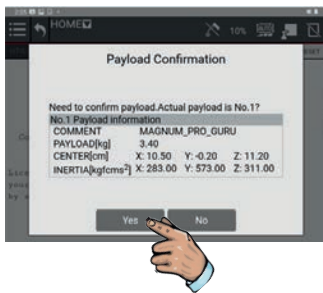 HOME
10%
Payload Confirmation
Need to confirm payload.Actual payload is No.1?
No.1 Payload information
COMMENT MAGNUM_PRO_GURU
PAYLOAD[kg] 3.40
CENTER[cm] X: 10.50 Y: -0.20 Z: 11.20
INERTIA[kgfcms²] X: 283.00 Y: 573.00 Z: 311.00
Yes No